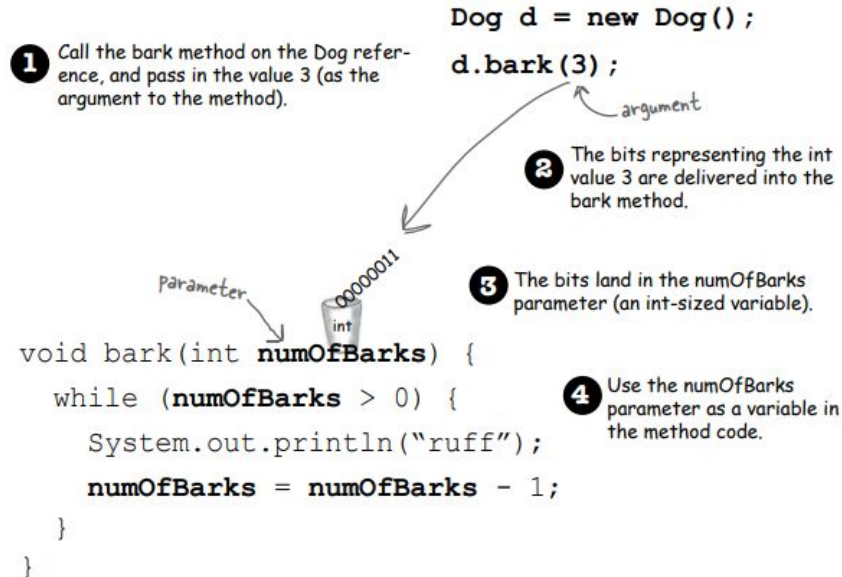 Dog d = new Dog();
1 Call the bark method on the Dog refer-
ence, and pass in the value 3 (as the
argument to the method).
d.bark(3);
argument
2 The bits representing the int
value 3 are delivered into the
bark method.
00000011
parameter
int
3 The bits land in the numOfBarks
parameter (an int-sized variable).
void bark(int numOfBarks) {
while (numOfBarks > 0) {
4 Use the numOfBarks
parameter as a variable in
the method code.
System.out.println(“ruff”);
numOfBarks = numOfBarks - 1;
}
}